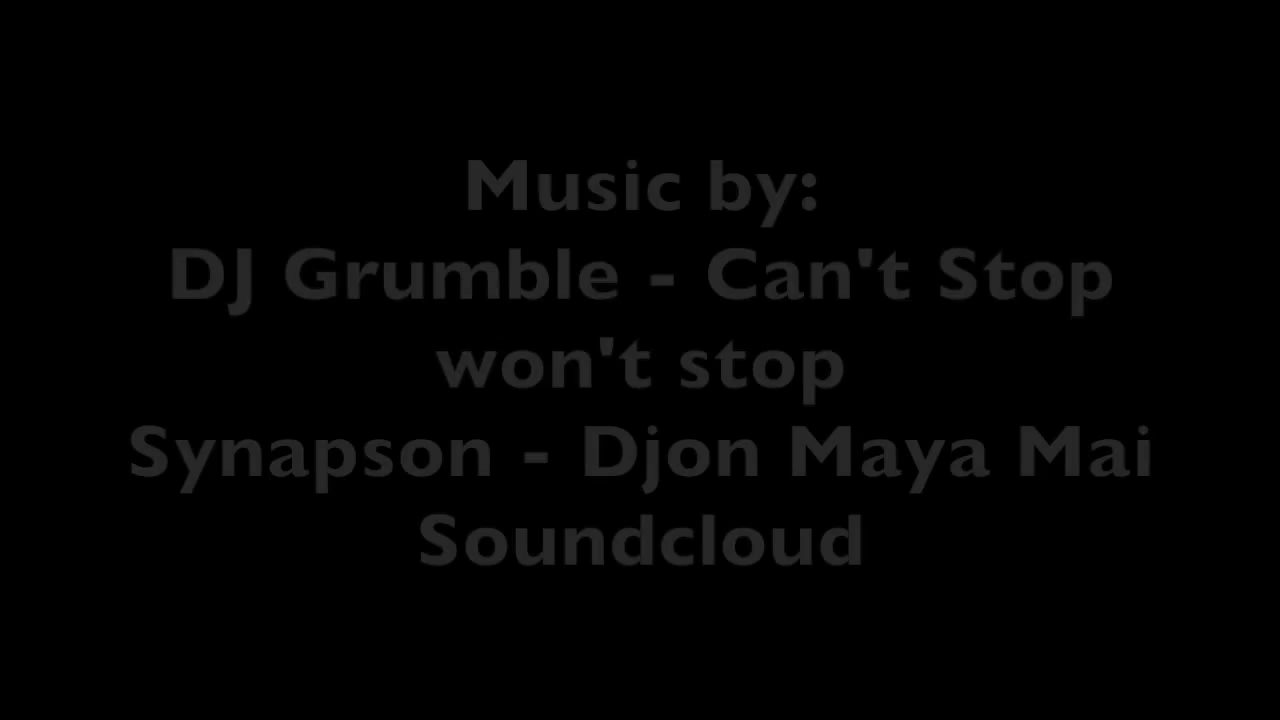 Music by:
DJ Grumble - Can't Stop
won't stop
Synapson - Djon Maya Mai
Soundcloud